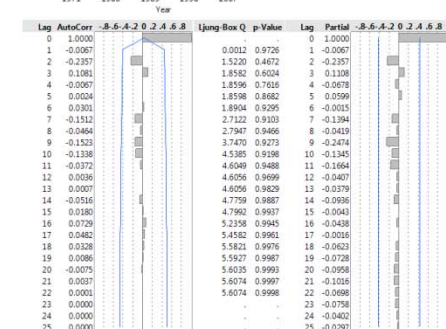 Year
Lag AutoCorr -.8-.6-.4-.2 0 .2 .4 .6 .8 Ljung-Box Q p-Value Lag Partial -.8-.6-.4-.2 0 .2 .4 .6 .8
0 1.0000 . . 0 1.0000
1 -0.0067 0.0012 0.9726 1 -0.0067
2 -0.2357 1.5220 0.4672 2 -0.2357
3 0.1081 1.8582 0.6024 3 0.1108
4 -0.0067 1.8596 0.7616 4 -0.0678
5 0.0024 1.8598 0.8682 5 0.0599
6 0.0301 1.8904 0.9295 6 -0.0015
7 -0.1512 2.7122 0.9103 7 -0.1394
8 -0.0464 2.7947 0.9466 8 -0.0419
9 -0.1523 3.7470 0.9273 9 -0.2474
10 -0.1338 4.5385 0.9198 10 -0.1345
11 -0.0372 4.6049 0.9488 11 -0.1664
12 0.0036 4.6056 0.9699 12 -0.0407
13 0.0007 4.6056 0.9829 13 -0.0379
14 -0.0516 4.7759 0.9887 14 -0.0936
15 0.0180 4.7992 0.9937 15 -0.0043
16 0.0729 5.2358 0.9945 16 -0.0438
17 0.0482 5.4582 0.9961 17 -0.0016
18 0.0328 5.5821 0.9976 18 -0.0623
19 0.0086 5.5927 0.9987 19 -0.0728
20 -0.0075 5.6035 0.9993 20 -0.0958
21 0.0037 5.6074 0.9997 21 -0.1016
22 0.0001 5.6074 0.9998 22 -0.0698
23 0.0000 . . 23 -0.0758
24 0.0000 . . 24 -0.0402
25 0.0000 . . 25 -0.0297